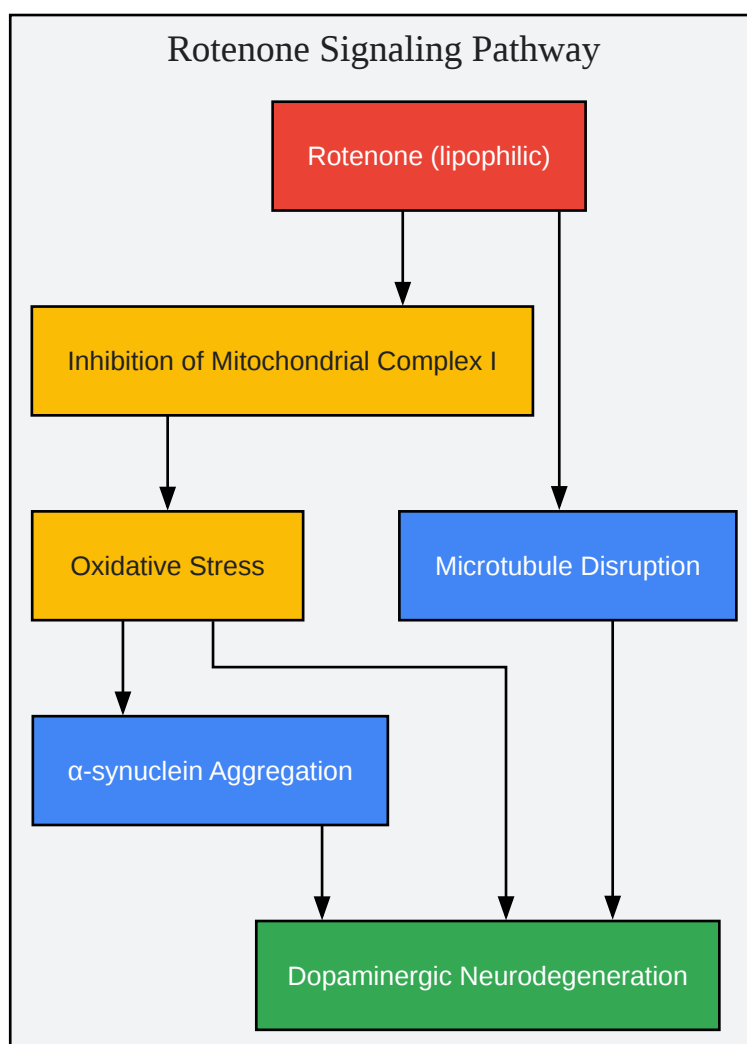 Rotenone Signaling Pathway
Rotenone (lipophilic)
Inhibition of Mitochondrial Complex I
Oxidative Stress
Microtubule Disruption
α-synuclein Aggregation
Dopaminergic Neurodegeneration